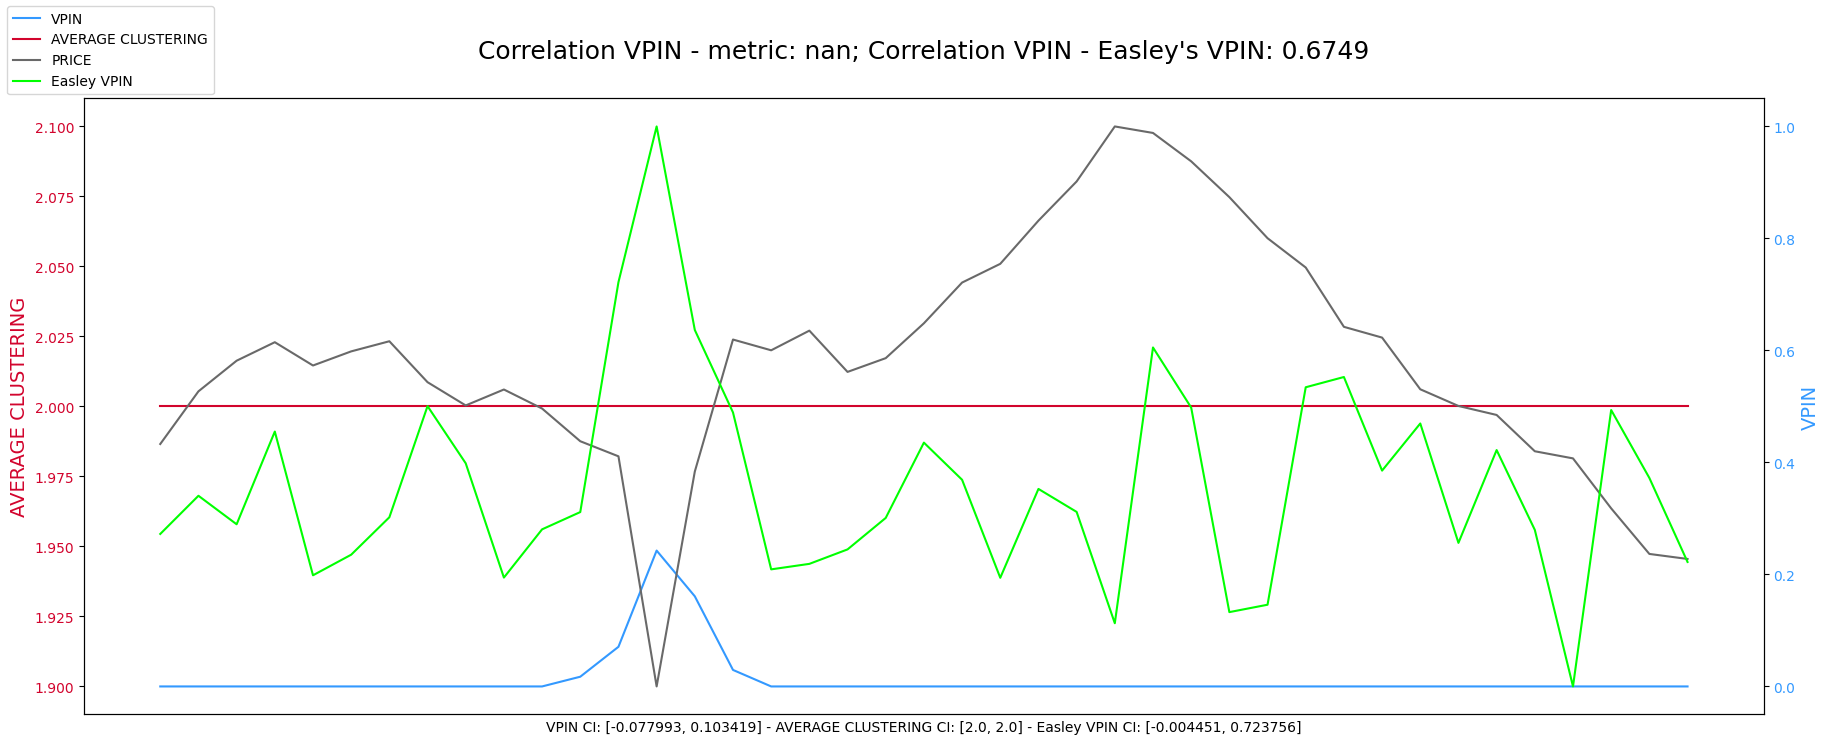 VPIN
AVERAGE CLUSTERING
PRICE
Easley VPIN
Correlation VPIN - metric: nan; Correlation VPIN - Easley's VPIN: 0.6749
AVERAGE CLUSTERING
2.100
2.075
2.050
2.025
2.000
1.975
1.950
1.925
1.900
1.0
0.8
0.6
0.4
0.2
0.0
VPIN
VPIN CI: [-0.077993, 0.103419] - AVERAGE CLUSTERING CI: [2.0, 2.0] - Easley VPIN CI: [-0.004451, 0.723756]